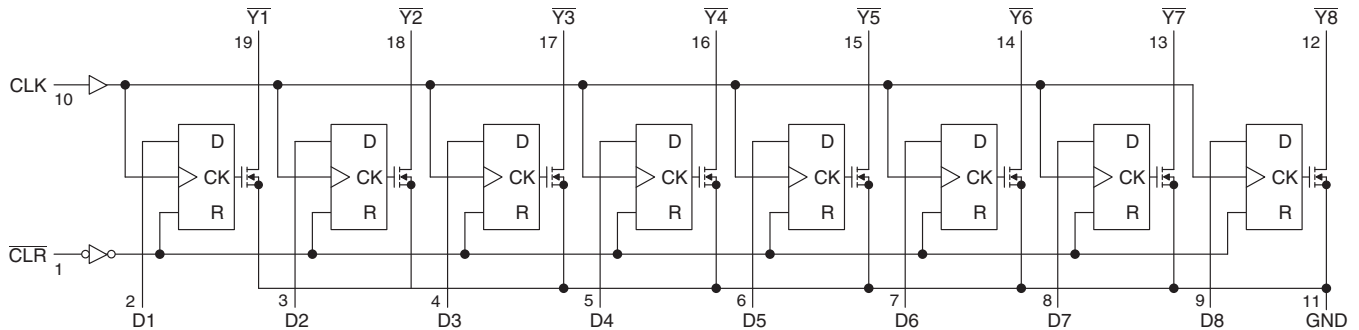 Y1 Y2 Y3 Y4 Y5 Y6 Y7 Y8
19 18 17 16 15 14 13 12
CLK
10
D D D D D D D D
CK CK CK CK CK CK CK CK
R R R R R R R R
CLR
1
2 3 4 5 6 7 8 9 11
D1 D2 D3 D4 D5 D6 D7 D8 GND